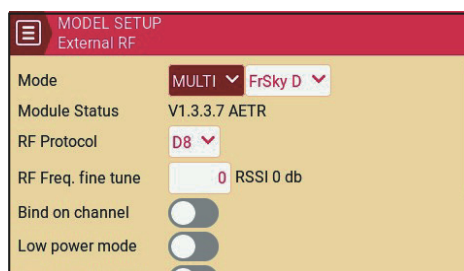 MODEL SETUP
External RF
Mode MULTI FrSky D
Module Status V1.3.3.7 AETR
RF Protocol D8
RF Freq. fine tune 0 RSSI 0 db
Bind on channel
Low power mode